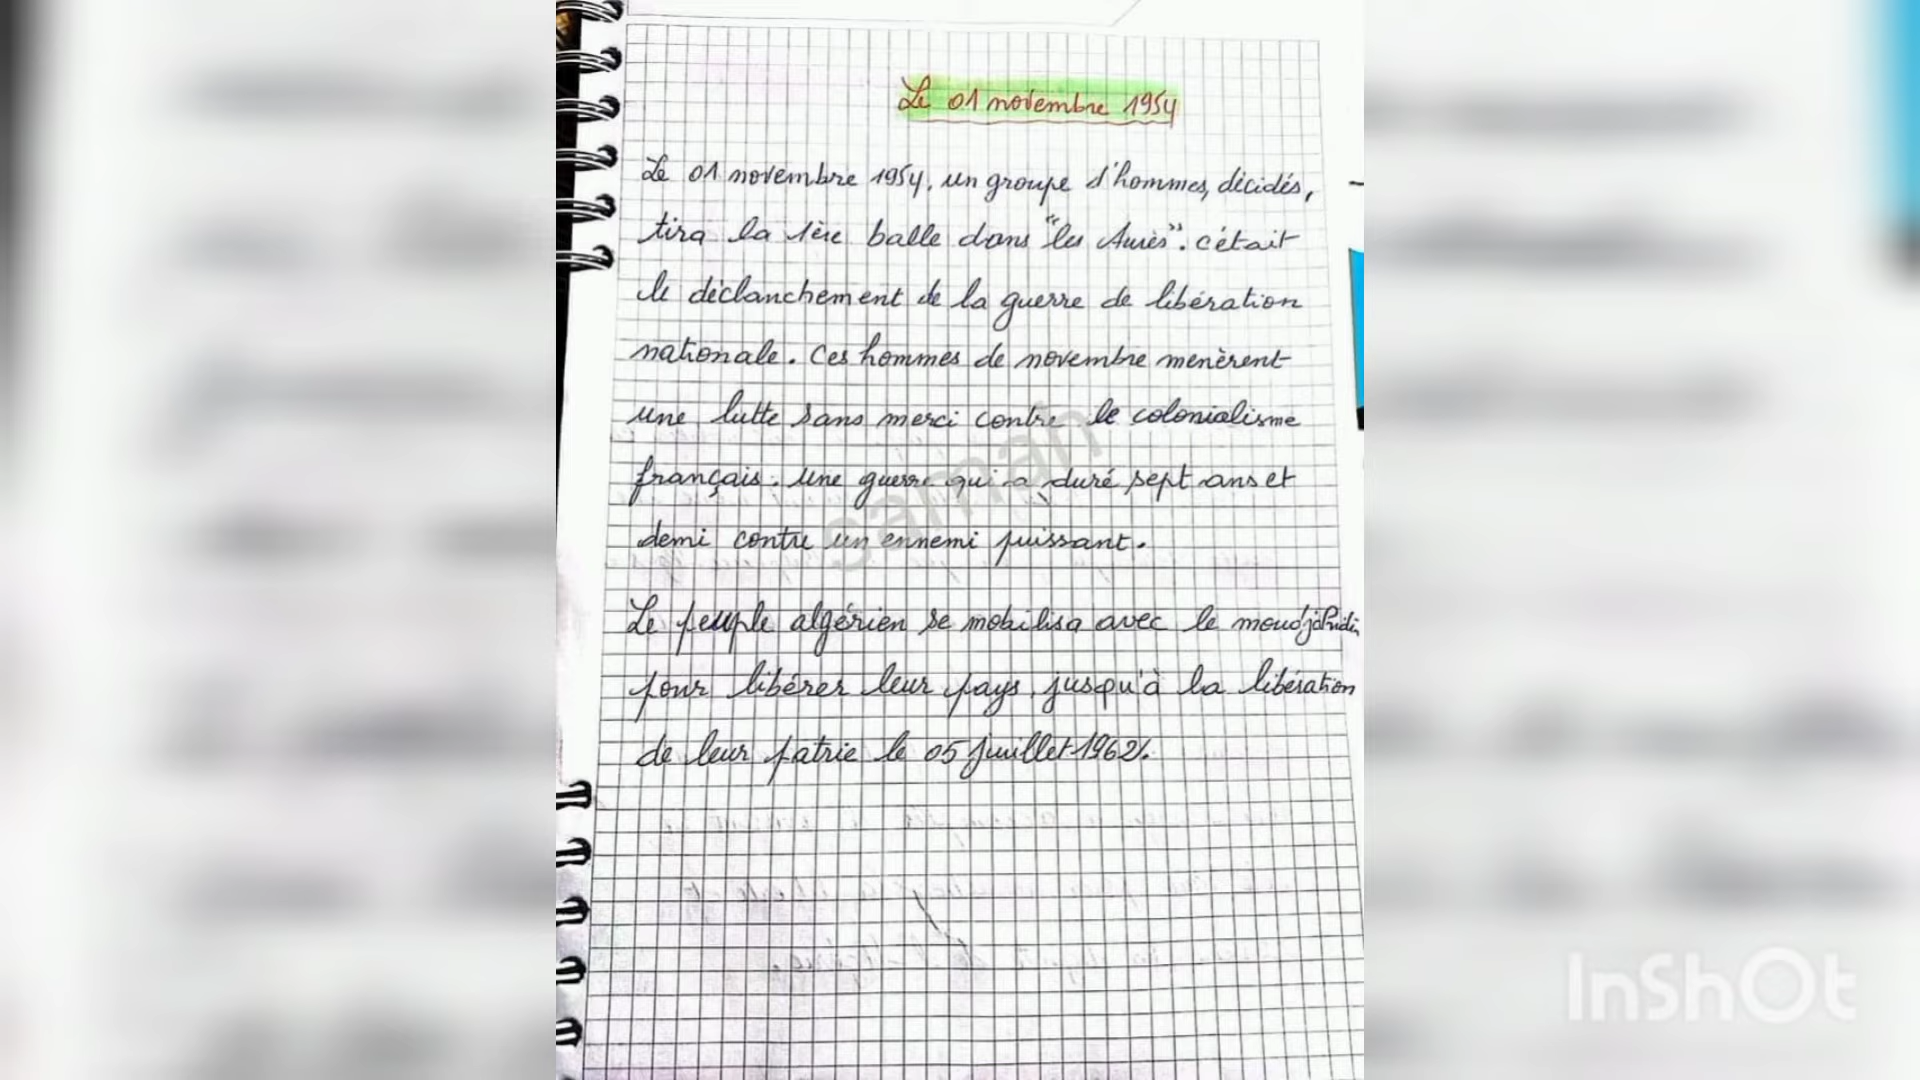 Le 01 novembre 1954
Le 01 novembre 1954, un groupe d'hommes, décidés,
tira la 1ère balle dans "les Aurès". c'était
le déclanchement de la guerre de libération
nationale. Ces hommes de novembre menèrent
une lutte sans merci contre le colonialisme
français. Une guerre qui a duré sept ans et
demi contre un ennemi puissant.
Le peuple algérien se mobilisa avec le
pour libérer leur pays, jusqu'à la libération
de leur patrie le 05 juillet 1962.
samah
InShOt